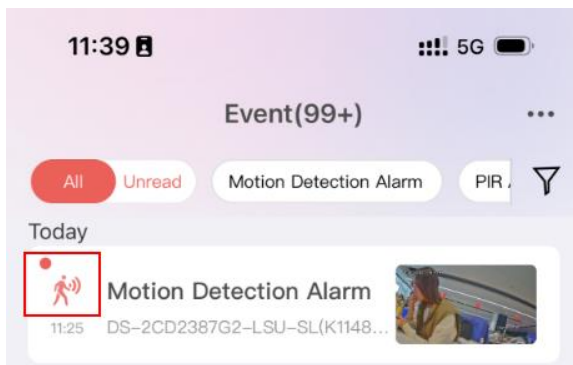 11:39 5G
Event(99+)
All Unread Motion Detection Alarm PIR
Today
Motion Detection Alarm
11:25 DS-2CD2387G2-LSU-SL(K1148...